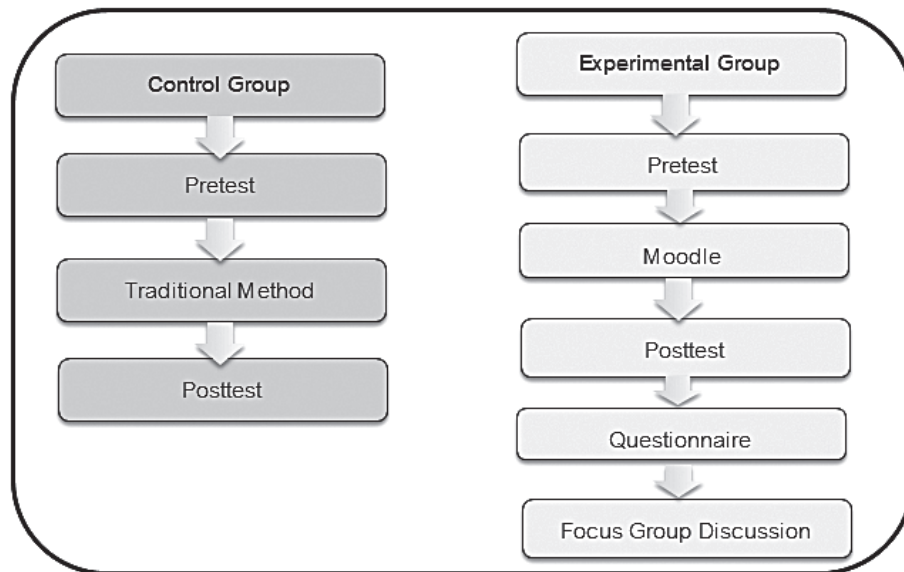 Control Group
Pretest
Traditional Method
Posttest
Experimental Group
Pretest
Moodle
Posttest
Questionnaire
Focus Group Discussion